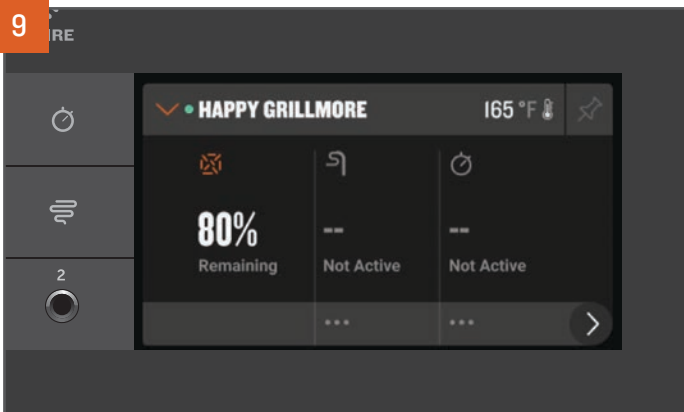 9
RE
HAPPY GRILLMORE 165 °F
80% -- --
Remaining Not Active Not Active
2